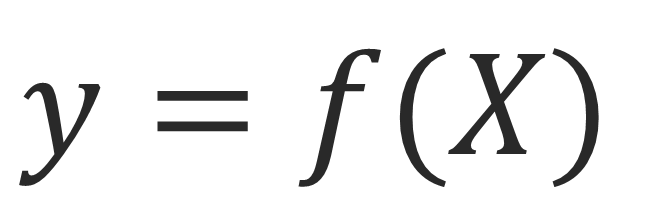 y = f(X)